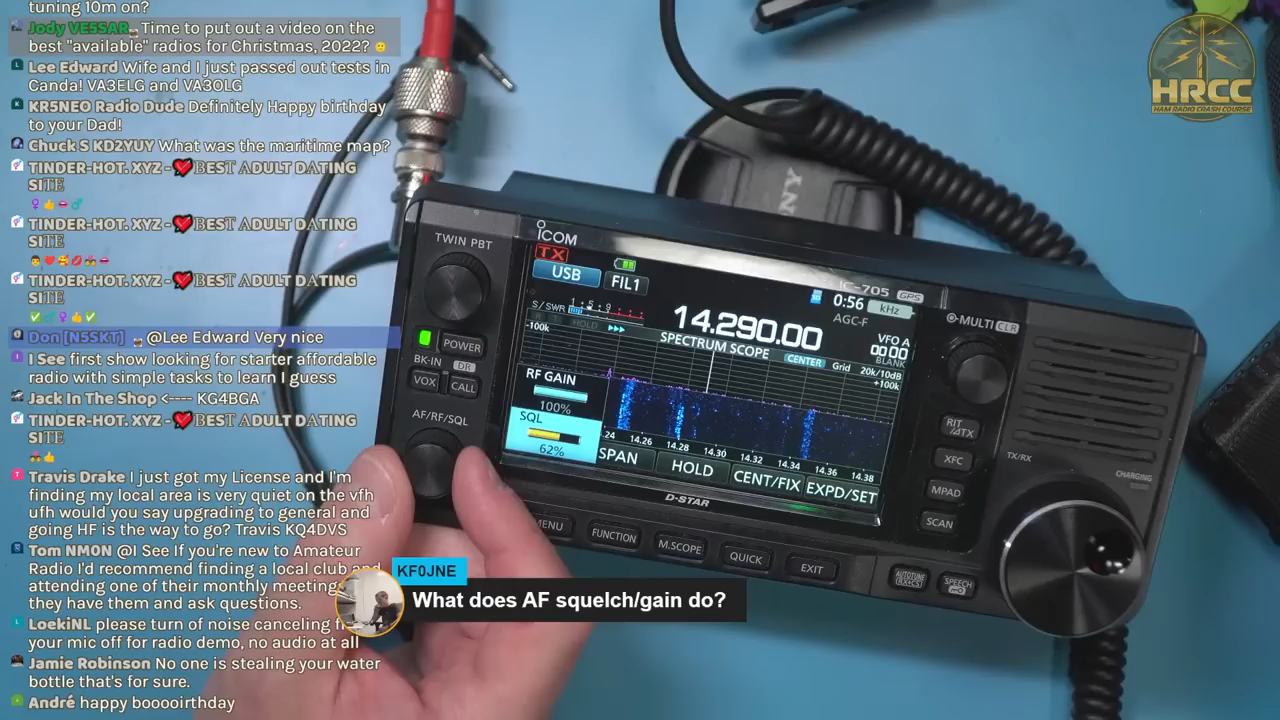 tuning 10m on?
Jody VE5SAR Time to put out a video on the
best "available" radios for Christmas, 2022? 🙂
Lee Edward Wife and I just passed out tests in
Canda! VA3ELG and VA3OLG
KR5NEO Radio Dude Definitely Happy birthday
to your Dad!
Chuck S KD2YUY What was the maritime map?
TINDER-HOT. XYZ - 💘BEST ADULT DATING
SITE
♀️👍👄♂️
TINDER-HOT. XYZ - 💘BEST ADULT DATING
SITE
TINDER-HOT. XYZ - 💘BEST ADULT DATING
SITE
Don [N5SKT] @Lee Edward Very nice
I See first show looking for starter affordable
radio with simple tasks to learn I guess
Jack In The Shop <---- KG4BGA
TINDER-HOT. XYZ - 💘BEST ADULT DATING
SITE
Travis Drake I just got my License and I'm
finding my local area is very quiet on the vfh
ufh would you say upgrading to general and
going HF is the way to go? Travis KQ4DVS
Tom NM0N @I See If you're new to Amateur
Radio I'd recommend finding a local club and
attending one of their monthly meetings
they have them and ask questions.
LoekiNL please turn of noise canceling
your mic off for radio demo, no audio at all
Jamie Robinson No one is stealing your water
bottle that's for sure.
André happy boooirthday
HRCC
HAM RADIO CRASH COURSE
SONY
ICOM
IC-705 GPS
TWIN PBT
POWER
BK-IN
DR
VOX
CALL
AF/RF/SQL
TX
USB
FIL1
0:56
kHz
AGC-F
S/SWR
1 5 9
HOLD
14.290.00
VFO A
00 00
BLANK
-100k
SPECTRUM SCOPE
CENTER
Grid
20k/10dB
+100k
RF GAIN
100%
SQL
62%
.24 14.26 14.28 14.30 14.32 14.34 14.36 14.38
SPAN
HOLD
CENT/FIX
EXPD/SET
D-STAR
MENU
FUNCTION
M.SCOPE
QUICK
EXIT
MULTI CLR
RIT
/ΔTX
XFC
MPAD
SCAN
TX/RX
CHARGING
AUTOTUNE
SPEECH
KF0JNE
What does AF squelch/gain do?